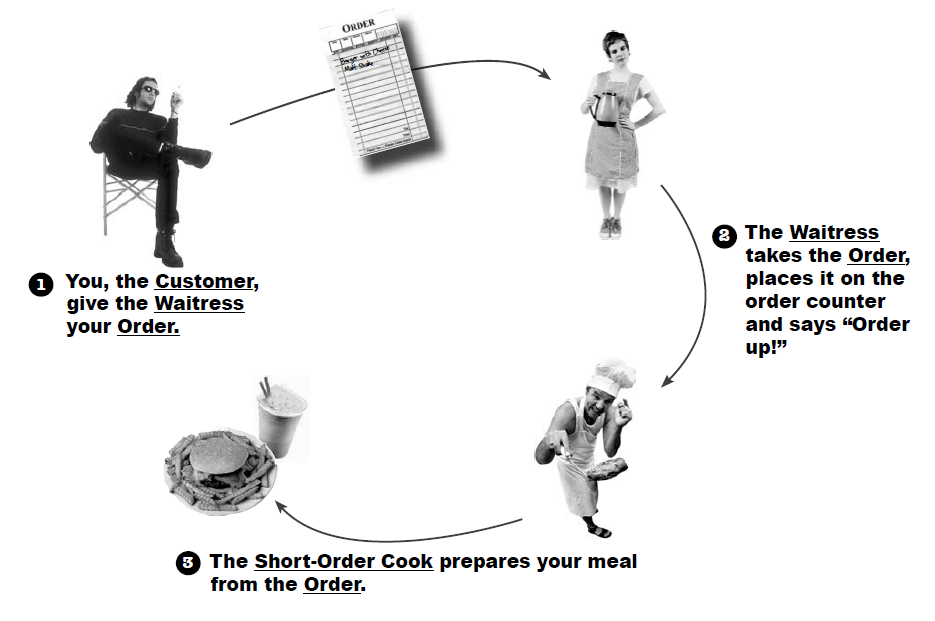 ORDER
Burger with Cheese
Malt Shake
1 You, the Customer,
give the Waitress
your Order.
2 The Waitress
takes the Order,
places it on the
order counter
and says “Order
up!”
3 The Short-Order Cook prepares your meal
from the Order.